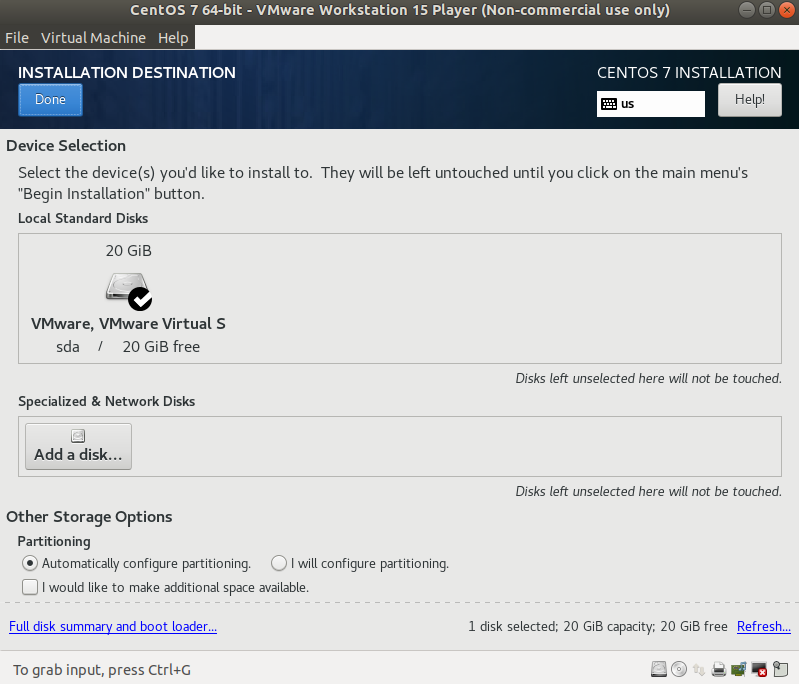 CentOS 7 64-bit - VMware Workstation 15 Player (Non-commercial use only)
File Virtual Machine Help
INSTALLATION DESTINATION
CENTOS 7 INSTALLATION
Done
us
Help!
Device Selection
Select the device(s) you'd like to install to. They will be left untouched until you click on the main menu's
"Begin Installation" button.
Local Standard Disks
20 GiB
VMware, VMware Virtual S
sda / 20 GiB free
Disks left unselected here will not be touched.
Specialized & Network Disks
Add a disk...
Disks left unselected here will not be touched.
Other Storage Options
Partitioning
Automatically configure partitioning. I will configure partitioning.
I would like to make additional space available.
Full disk summary and boot loader... 1 disk selected; 20 GiB capacity; 20 GiB free Refresh...
To grab input, press Ctrl+G